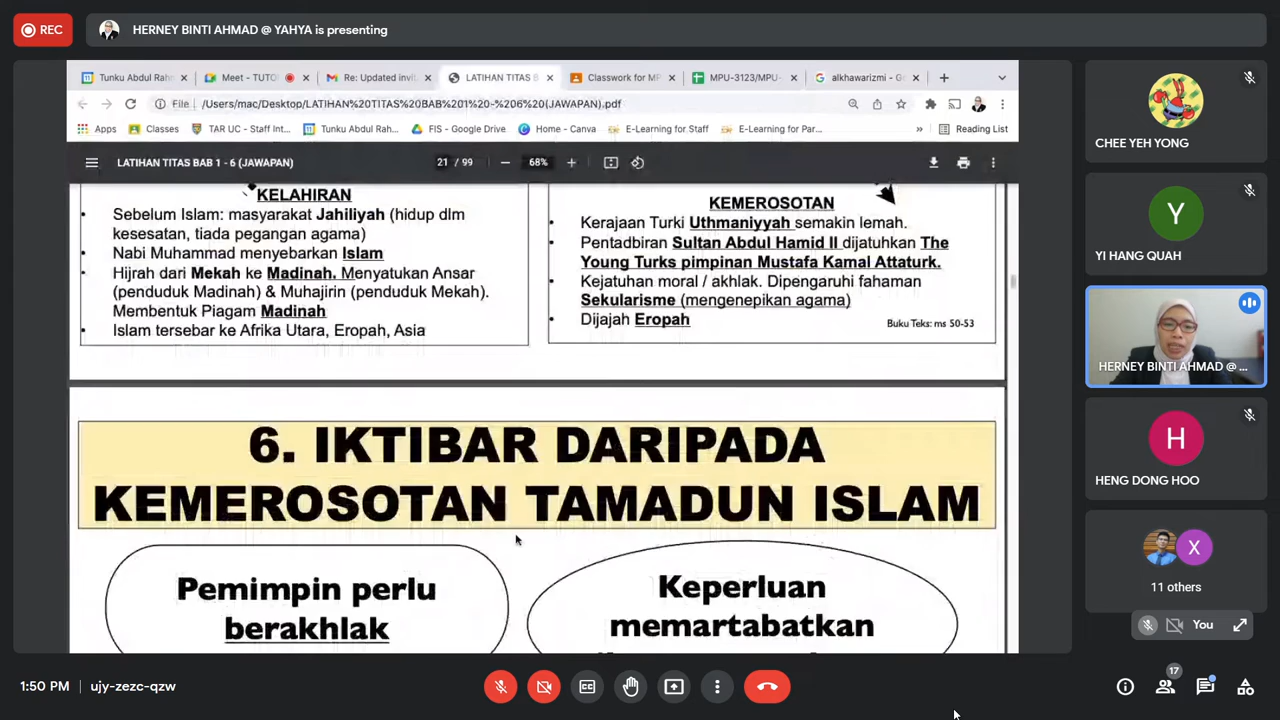 REC
HERNEY BINTI AHMAD @ YAHYA is presenting
Tunku Abdul Rah
Meet - TUTO
Re: Updated invi
LATIHAN TITAS B
Classwork for MP
MPU-3123/MPU-
alkhawarizmi - Go
File /Users/mac/Desktop/LATIHAN%20TITAS%20BAB%201%20-%206%20(JAWAPAN).pdf
Apps
Classes
TAR UC - Staff Int...
Tunku Abdul Rah...
FIS - Google Drive
Home - Canva
E-Learning for Staff
E-Learning for Par...
»
Reading List
LATIHAN TITAS BAB 1 - 6 (JAWAPAN)
21 / 99
68%
KELAHIRAN
• Sebelum Islam: masyarakat Jahiliyah (hidup dlm
kesesatan, tiada pegangan agama)
• Nabi Muhammad menyebarkan Islam
• Hijrah dari Mekah ke Madinah. Menyatukan Ansar
(penduduk Madinah) & Muhajirin (penduduk Mekah).
Membentuk Piagam Madinah
• Islam tersebar ke Afrika Utara, Eropah, Asia
KEMEROSOTAN
• Kerajaan Turki Uthmaniyyah semakin lemah.
• Pentadbiran Sultan Abdul Hamid II dijatuhkan The
Young Turks pimpinan Mustafa Kamal Attaturk.
• Kejatuhan moral / akhlak. Dipengaruhi fahaman
Sekularisme (mengenepikan agama)
• Dijajah Eropah
Buku Teks: ms 50-53
6. IKTIBAR DARIPADA
KEMEROSOTAN TAMADUN ISLAM
Pemimpin perlu
berakhlak
Keperluan
memartabatkan
CHEE YEH YONG
Y
YI HANG QUAH
HERNEY BINTI AHMAD @ ...
H
HENG DONG HOO
X
11 others
You
1:50 PM
ujy-zezc-qzw
17